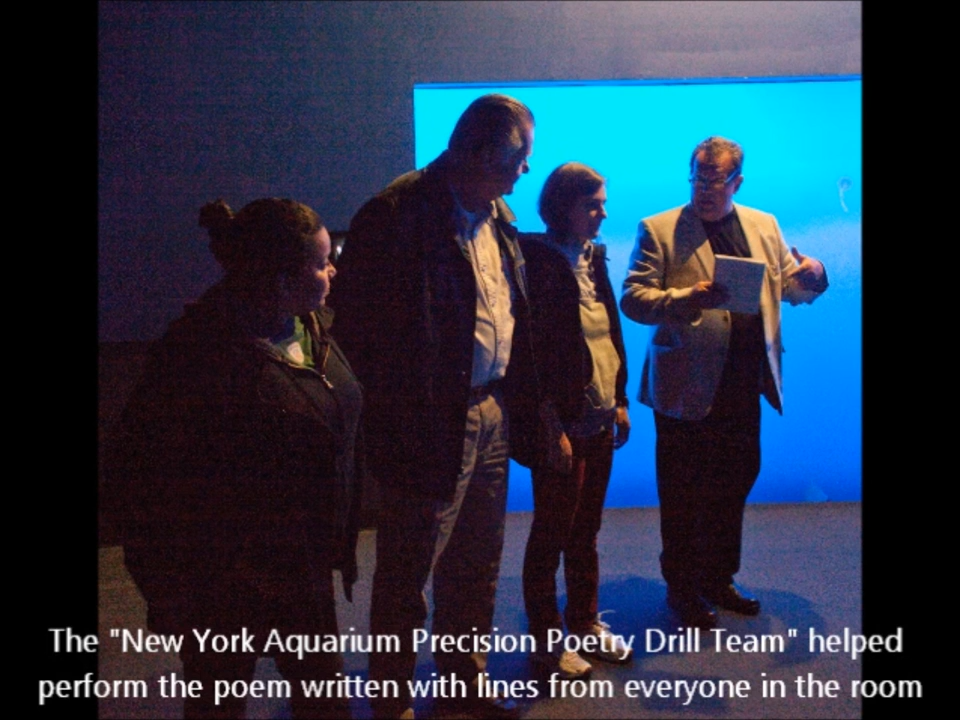 The "New York Aquarium Precision Poetry Drill Team" helped
perform the poem written with lines from everyone in the room